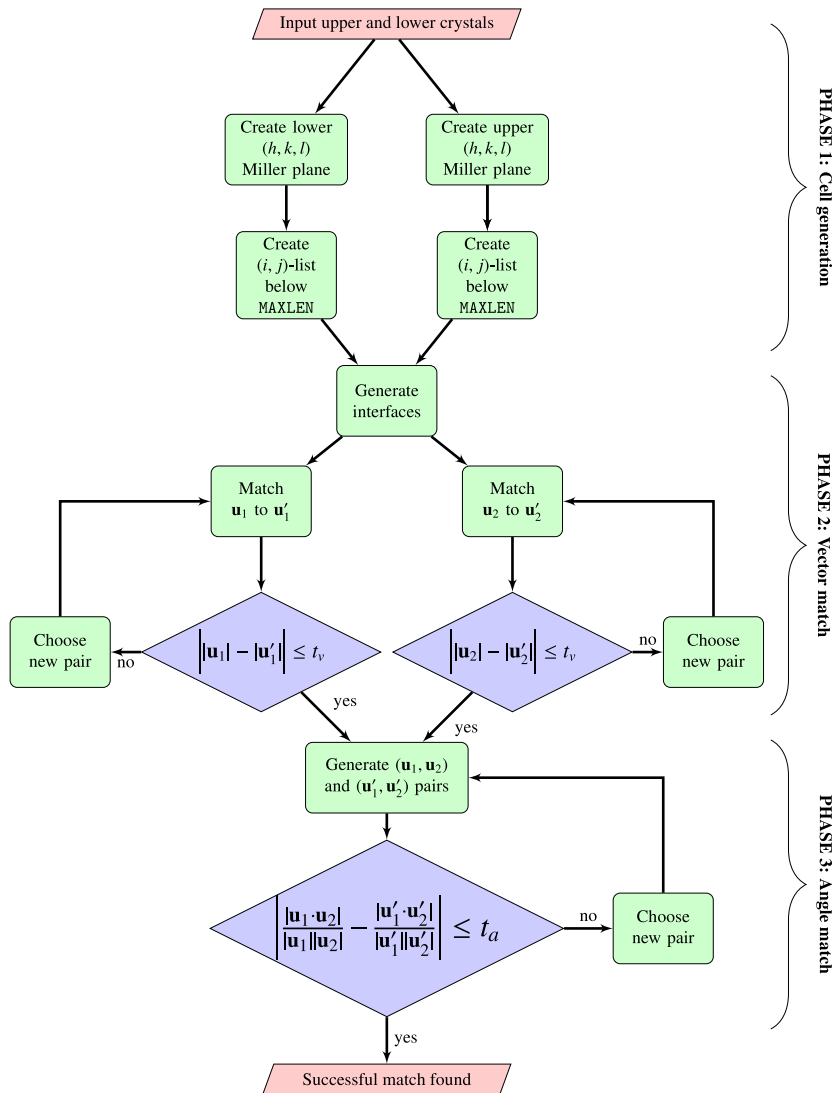 Input upper and lower crystals
Create lower
(h, k, l)
Miller plane
Create upper
(h, k, l)
Miller plane
Create
(i, j)-list
below
MAXLEN
Create
(i, j)-list
below
MAXLEN
PHASE 1: Cell generation
Generate
interfaces
Match
u₁ to u′₁
Match
u₂ to u′₂
Choose
new pair
no
||u₁| − |u′₁|| ≤ tᵥ
||u₂| − |u′₂|| ≤ tᵥ
no
Choose
new pair
yes
yes
PHASE 2: Vector match
Generate (u₁, u₂)
and (u′₁, u′₂) pairs
| |u₁·u₂| / |u₁||u₂| − |u′₁·u′₂| / |u′₁||u′₂| | ≤ tₐ
no
Choose
new pair
yes
PHASE 3: Angle match
Successful match found